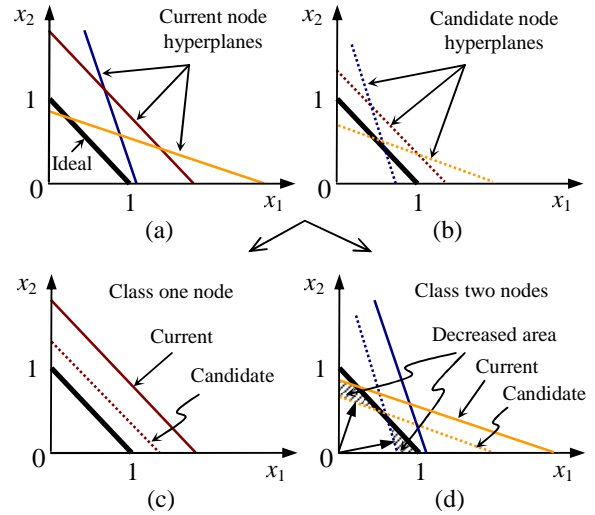 x2
Current node
hyperplanes
1
Ideal
0
1
x1
(a)
x2
Candidate node
hyperplanes
1
0
1
x1
(b)
x2
Class one node
Current
1
Candidate
0
1
x1
(c)
x2
Class two nodes
Decreased area
1
Current
Candidate
0
1
x1
(d)